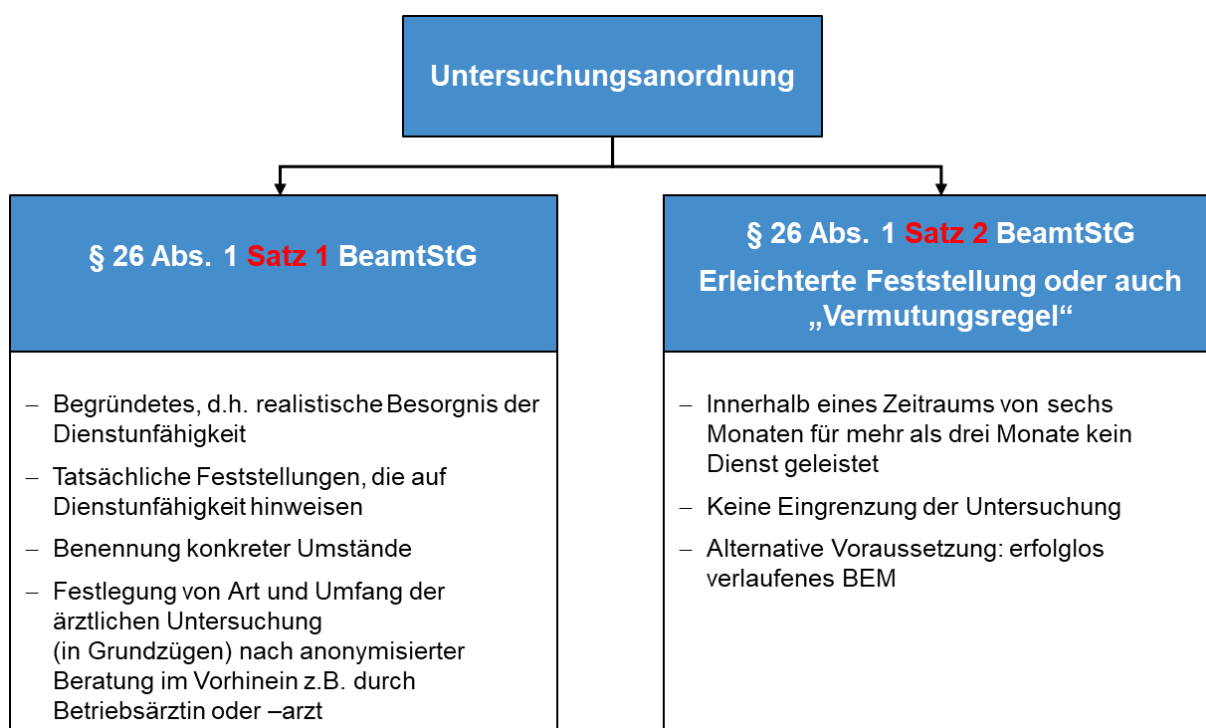 Untersuchungsanordnung
§ 26 Abs. 1 Satz 1 BeamtStG
– Begründetes, d.h. realistische Besorgnis der
Dienstunfähigkeit
– Tatsächliche Feststellungen, die auf
Dienstunfähigkeit hinweisen
– Benennung konkreter Umstände
– Festlegung von Art und Umfang der
ärztlichen Untersuchung
(in Grundzügen) nach anonymisierter
Beratung im Vorhinein z.B. durch
Betriebsärztin oder –arzt
§ 26 Abs. 1 Satz 2 BeamtStG
Erleichterte Feststellung oder auch
„Vermutungsregel“
– Innerhalb eines Zeitraums von sechs
Monaten für mehr als drei Monate kein
Dienst geleistet
– Keine Eingrenzung der Untersuchung
– Alternative Voraussetzung: erfolglos
verlaufenes BEM